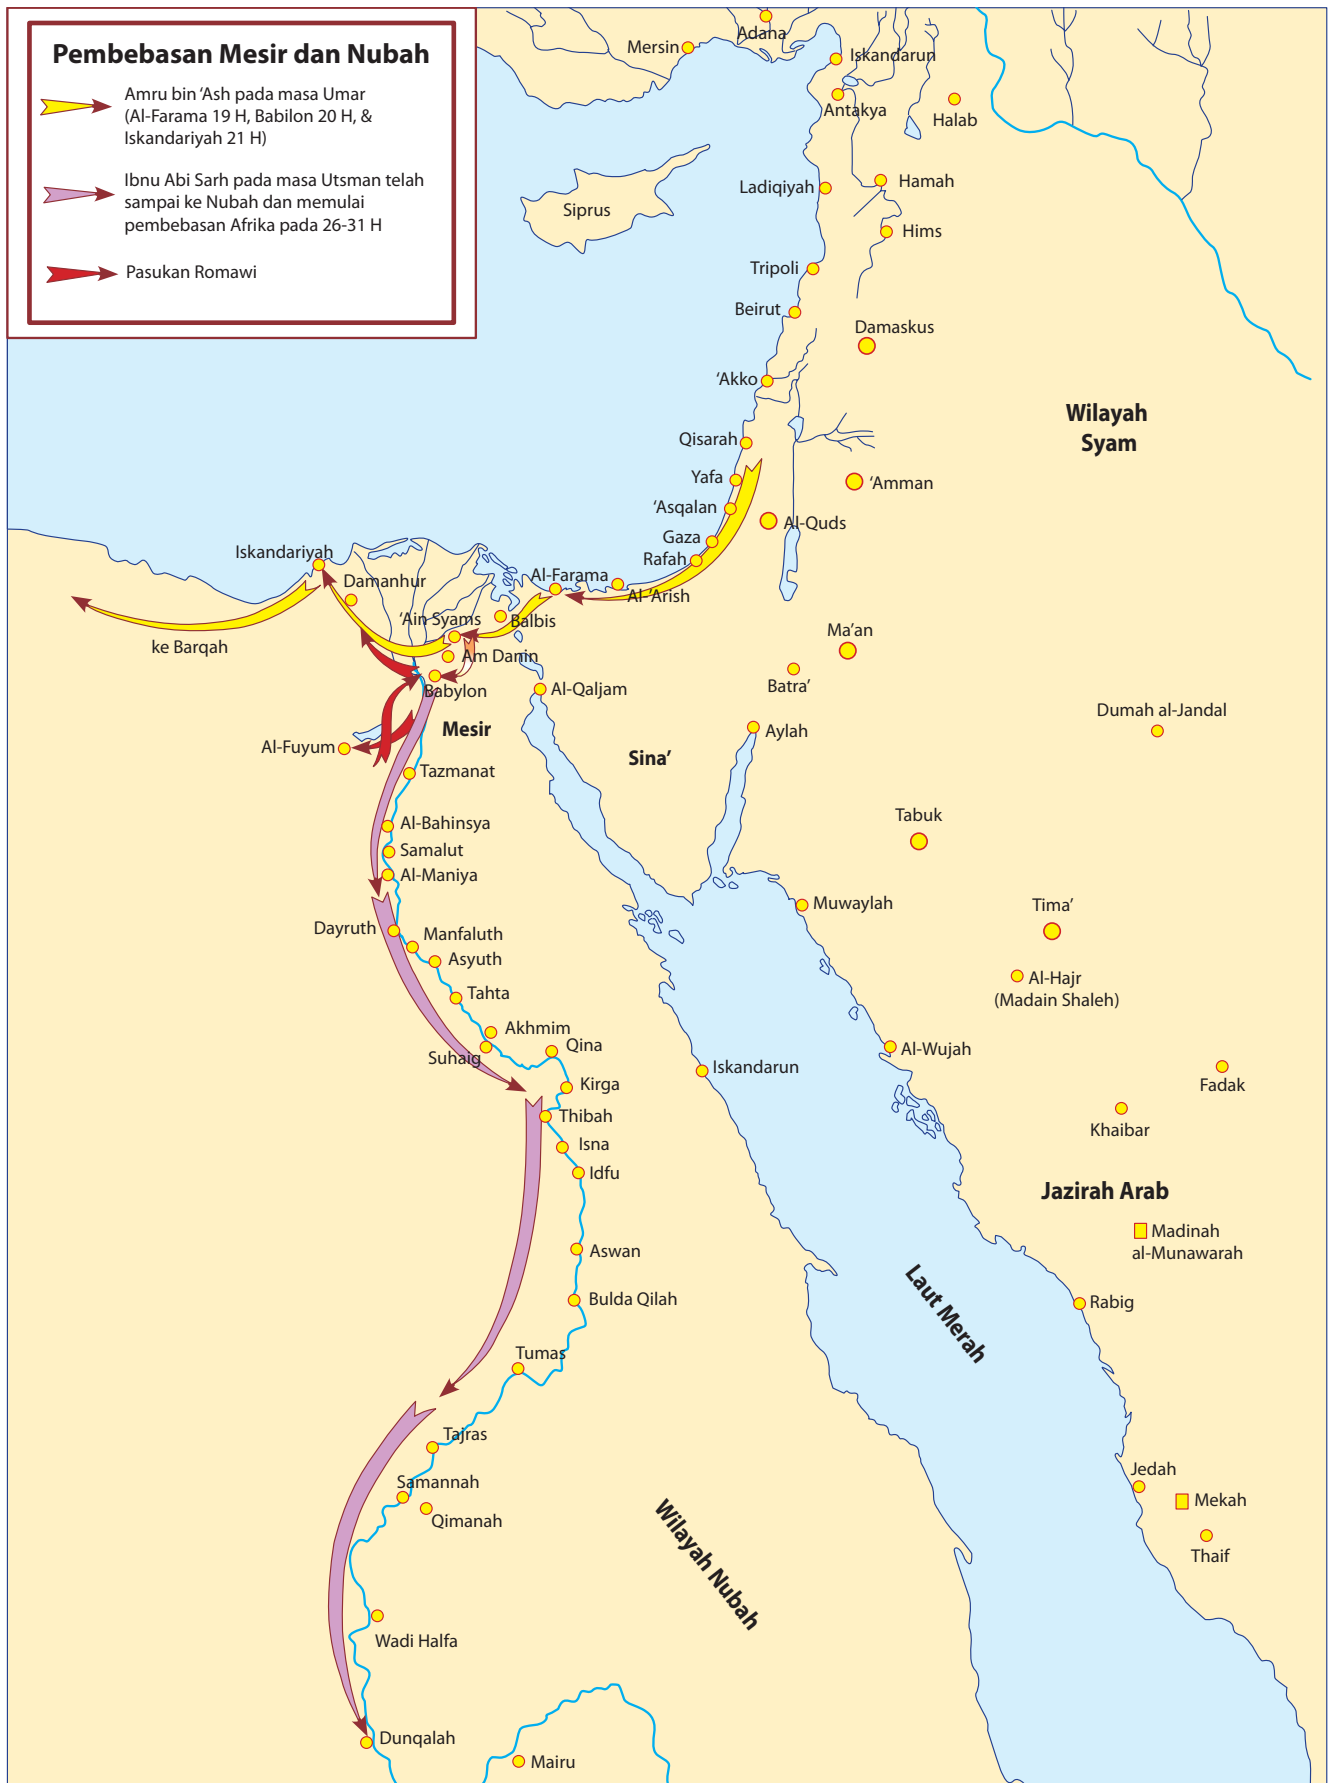 Pembebasan Mesir dan Nubah
Amru bin ‘Ash pada masa Umar
(Al-Farama 19 H, Babilon 20 H, &
Iskandariyah 21 H)
Ibnu Abi Sarh pada masa Utsman telah
sampai ke Nubah dan memulai
pembebasan Afrika pada 26-31 H
Pasukan Romawi
Adana
Mersin
Iskandarun
Antakya
Halab
Ladiqiyah
Hamah
Siprus
Hims
Tripoli
Beirut
Damaskus
‘Akko
Wilayah
Syam
Qisarah
Yafa
‘Amman
‘Asqalan
Al-Quds
Gaza
Rafah
Iskandariyah
Al-Farama
Damanhur
Al-‘Arish
‘Ain Syams
Balbis
ke Barqah
Ma’an
Am Danin
Batra’
Babylon
Al-Qaljam
Dumah al-Jandal
Mesir
Aylah
Al-Fuyum
Sina’
Tazmanat
Tabuk
Al-Bahinsya
Samalut
Al-Maniya
Muwaylah
Tima’
Dayruth
Manfaluth
Asyuth
Al-Hajr
(Madain Shaleh)
Tahta
Akhmim
Suhaig
Qina
Al-Wujah
Iskandarun
Kirga
Fadak
Thibah
Khaibar
Isna
Idfu
Jazirah Arab
Madinah
al-Munawarah
Aswan
Bulda Qilah
Rabig
Laut Merah
Tumas
Tajras
Jedah
Samannah
Mekah
Qimanah
Thaif
Wilayah Nubah
Wadi Halfa
Dunqalah
Mairu